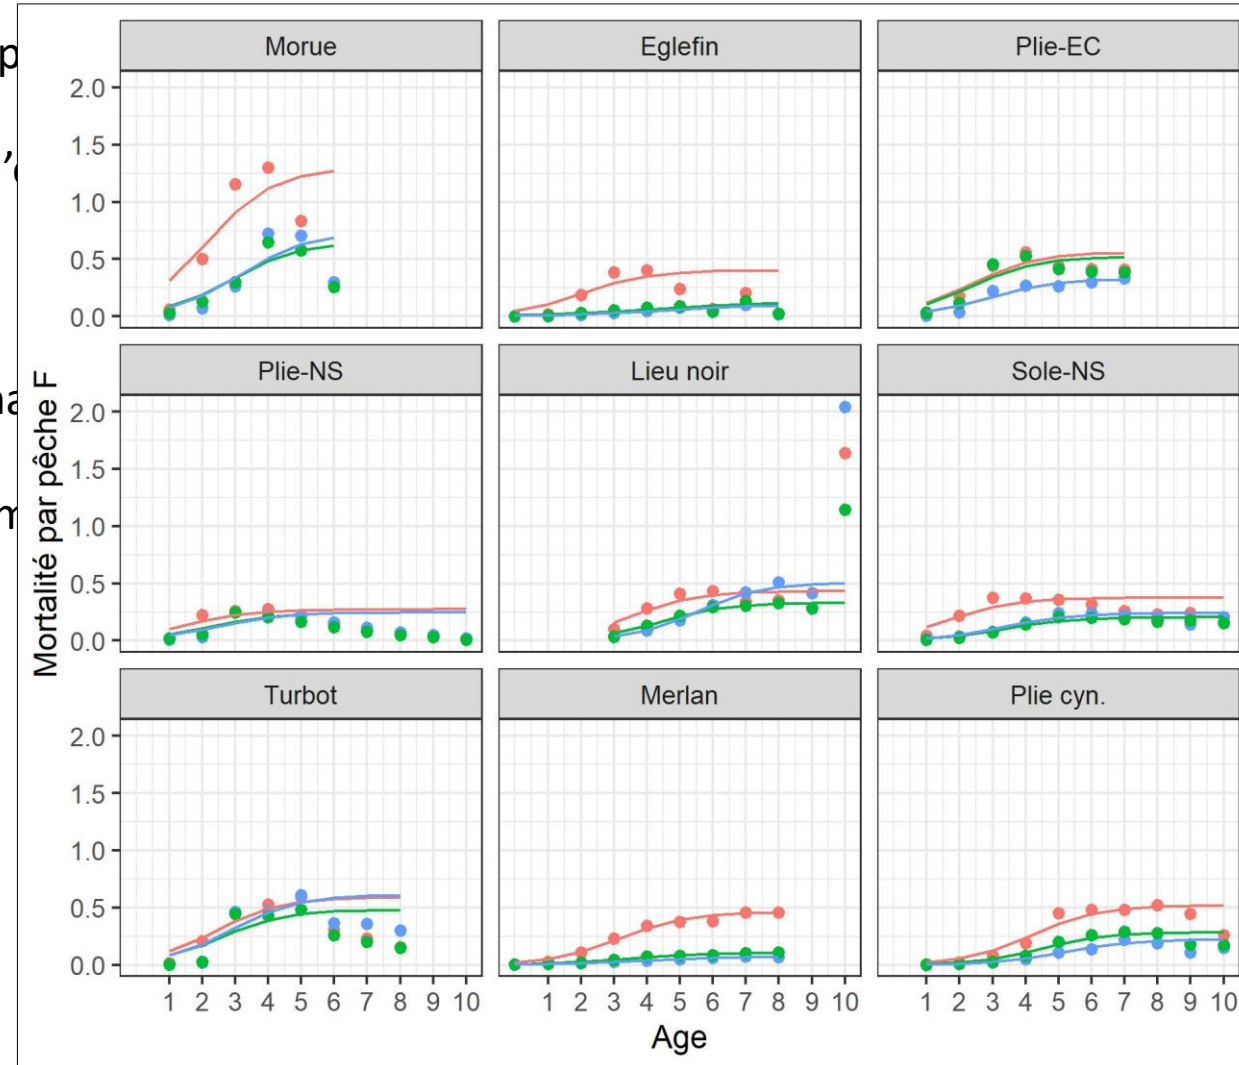 Morue Eglefin Plie-EC
2.0
1.5
1.0
0.5
0.0
Plie-NS Lieu noir Sole-NS
2.0
1.5
1.0
0.5
0.0
Turbot Merlan Plie cyn.
2.0
1.5
1.0
0.5
0.0
1 2 3 4 5 6 7 8 9 10 1 2 3 4 5 6 7 8 9 10 1 2 3 4 5 6 7 8 9 10
Age
Mortalité par pêche F